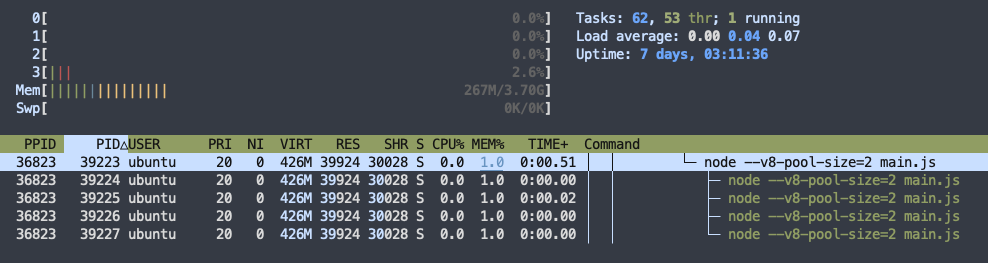 0[ 0.0%] Tasks: 62, 53 thr; 1 running
1[ 0.0%] Load average: 0.00 0.04 0.07
2[ 0.0%] Uptime: 7 days, 03:11:36
3[||| 2.6%]
Mem[||||||||||||||| 267M/3.70G]
Swp[ 0K/0K]
PPID PID△USER PRI NI VIRT RES SHR S CPU% MEM% TIME+ Command
36823 39223 ubuntu 20 0 426M 39924 30028 S 0.0 1.0 0:00.51 │ └─ node --v8-pool-size=2 main.js
36823 39224 ubuntu 20 0 426M 39924 30028 S 0.0 1.0 0:00.00 │ │ ├─ node --v8-pool-size=2 main.js
36823 39225 ubuntu 20 0 426M 39924 30028 S 0.0 1.0 0:00.02 │ │ ├─ node --v8-pool-size=2 main.js
36823 39226 ubuntu 20 0 426M 39924 30028 S 0.0 1.0 0:00.00 │ │ ├─ node --v8-pool-size=2 main.js
36823 39227 ubuntu 20 0 426M 39924 30028 S 0.0 1.0 0:00.00 │ │ └─ node --v8-pool-size=2 main.js